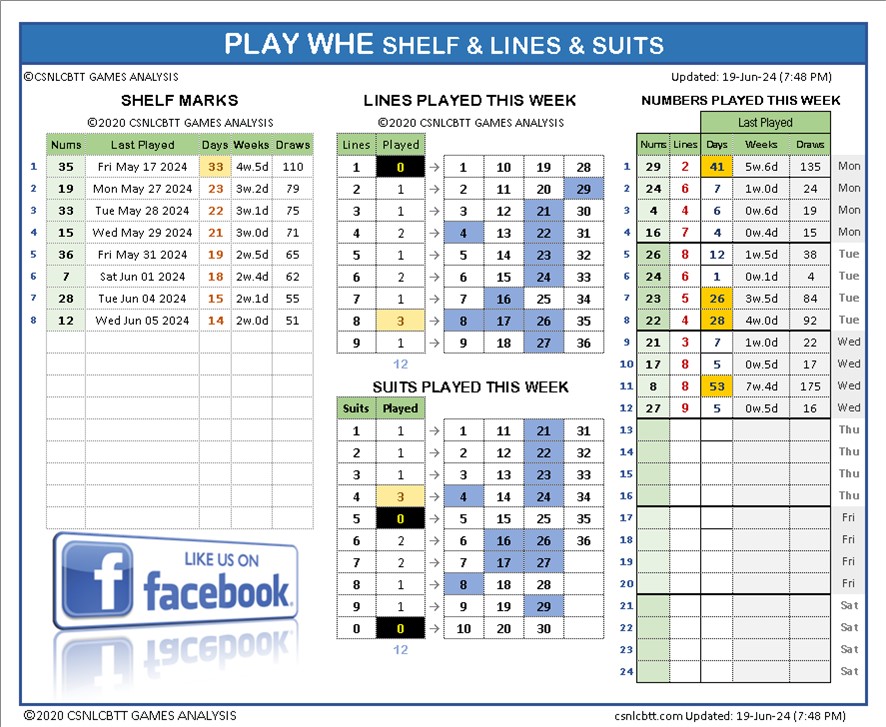 PLAY WHE SHELF & LINES & SUITS
©CSNLCBTT GAMES ANALYSIS
Updated: 19-Jun-24 (7:48 PM)
SHELF MARKS
©2020 CSNLCBTT GAMES ANALYSIS
Nums Last Played Days Weeks Draws
1 35 Fri May 17 2024 33 4w.5d 110
2 19 Mon May 27 2024 23 3w.2d 79
3 33 Tue May 28 2024 22 3w.1d 75
4 15 Wed May 29 2024 21 3w.0d 71
5 36 Fri May 31 2024 19 2w.5d 65
6 7 Sat Jun 01 2024 18 2w.4d 62
7 28 Tue Jun 04 2024 15 2w.1d 55
8 12 Wed Jun 05 2024 14 2w.0d 51
LIKE US ON
facebook.
LINES PLAYED THIS WEEK
©2020 CSNLCBTT GAMES ANALYSIS
Lines Played
1 0 → 1 10 19 28
2 1 → 2 11 20 29
3 1 → 3 12 21 30
4 2 → 4 13 22 31
5 1 → 5 14 23 32
6 2 → 6 15 24 33
7 1 → 7 16 25 34
8 3 → 8 17 26 35
9 1 → 9 18 27 36
12
SUITS PLAYED THIS WEEK
Suits Played
1 1 → 1 11 21 31
2 1 → 2 12 22 32
3 1 → 3 13 23 33
4 3 → 4 14 24 34
5 0 → 5 15 25 35
6 2 → 6 16 26 36
7 2 → 7 17 27
8 1 → 8 18 28
9 1 → 9 19 29
0 0 → 10 20 30
12
NUMBERS PLAYED THIS WEEK
Last Played
Nums Lines Days Weeks Draws
1 29 2 41 5w.6d 135 Mon
2 24 6 7 1w.0d 24 Mon
3 4 4 6 0w.6d 19 Mon
4 16 7 4 0w.4d 15 Mon
5 26 8 12 1w.5d 38 Tue
6 24 6 1 0w.1d 4 Tue
7 23 5 26 3w.5d 84 Tue
8 22 4 28 4w.0d 92 Tue
9 21 3 7 1w.0d 22 Wed
10 17 8 5 0w.5d 17 Wed
11 8 8 53 7w.4d 175 Wed
12 27 9 5 0w.5d 16 Wed
13 Thu
14 Thu
15 Thu
16 Thu
17 Fri
18 Fri
19 Fri
20 Fri
21 Sat
22 Sat
23 Sat
24 Sat
©2020 CSNLCBTT GAMES ANALYSIS
csnlcbtt.com Updated: 19-Jun-24 (7:48 PM)